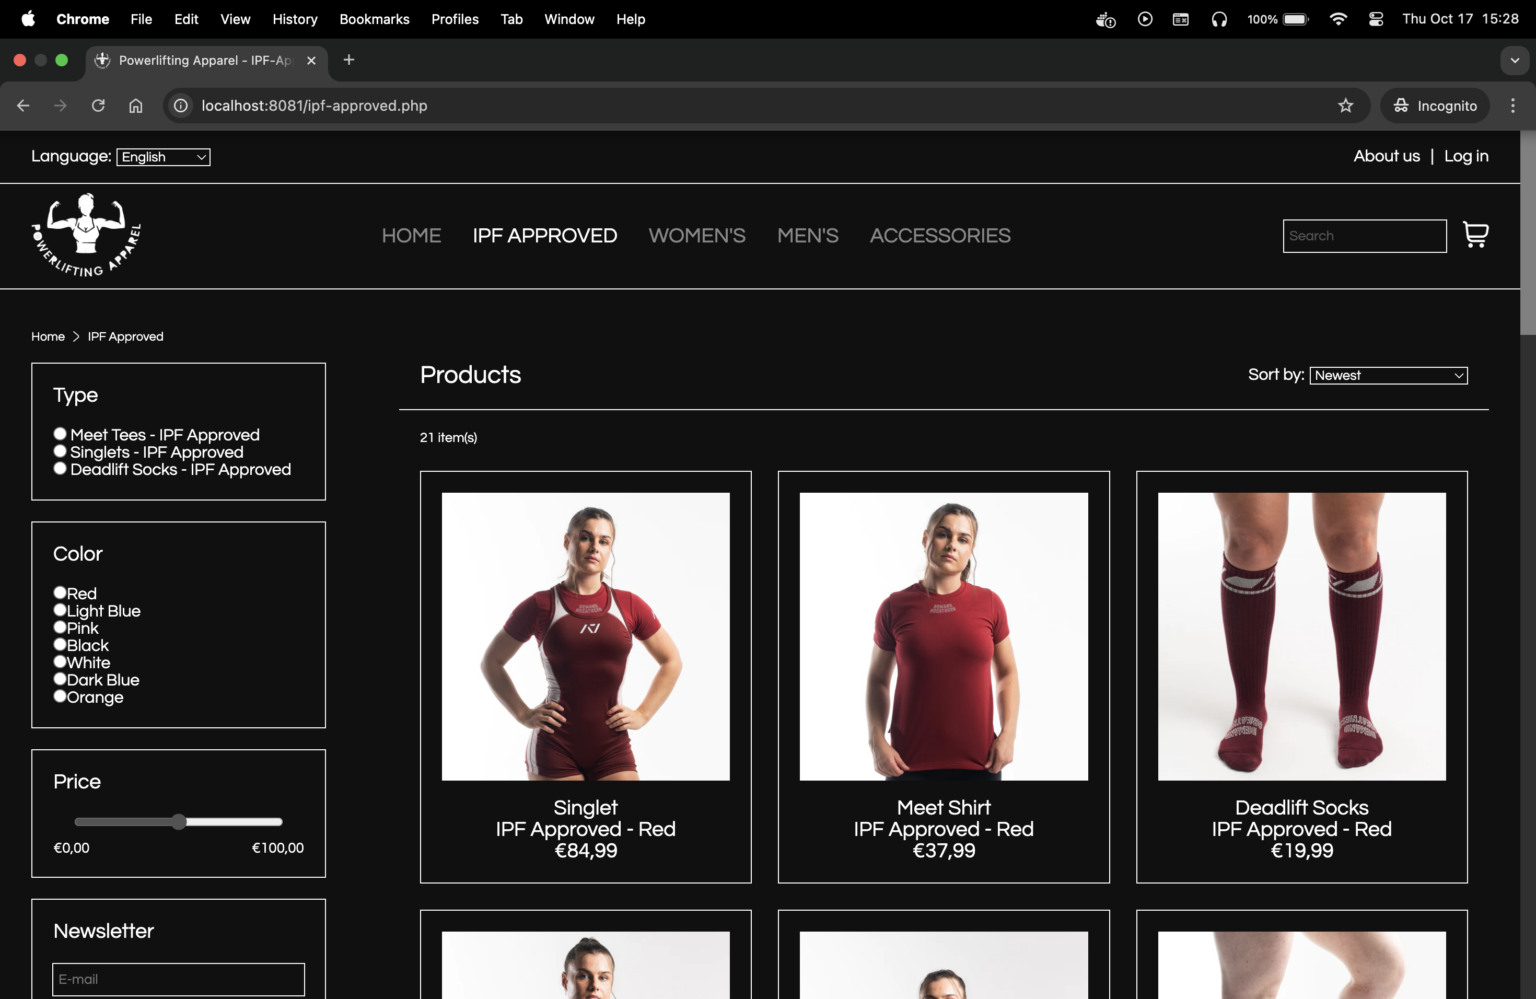 Chrome File Edit View History Bookmarks Profiles Tab Window Help 100% Thu Oct 17 15:28
Powerlifting Apparel - IPF-Ap
localhost:8081/ipf-approved.php Incognito
Language: English About us | Log in
POWERLIFTING APPAREL
HOME IPF APPROVED WOMEN'S MEN'S ACCESSORIES Search
Home > IPF Approved
Type
Meet Tees - IPF Approved
Singlets - IPF Approved
Deadlift Socks - IPF Approved
Color
Red
Light Blue
Pink
Black
White
Dark Blue
Orange
Price
€0,00 €100,00
Newsletter
E-mail
Products Sort by: Newest
21 item(s)
Singlet
IPF Approved - Red
€84,99
Meet Shirt
IPF Approved - Red
€37,99
Deadlift Socks
IPF Approved - Red
€19,99